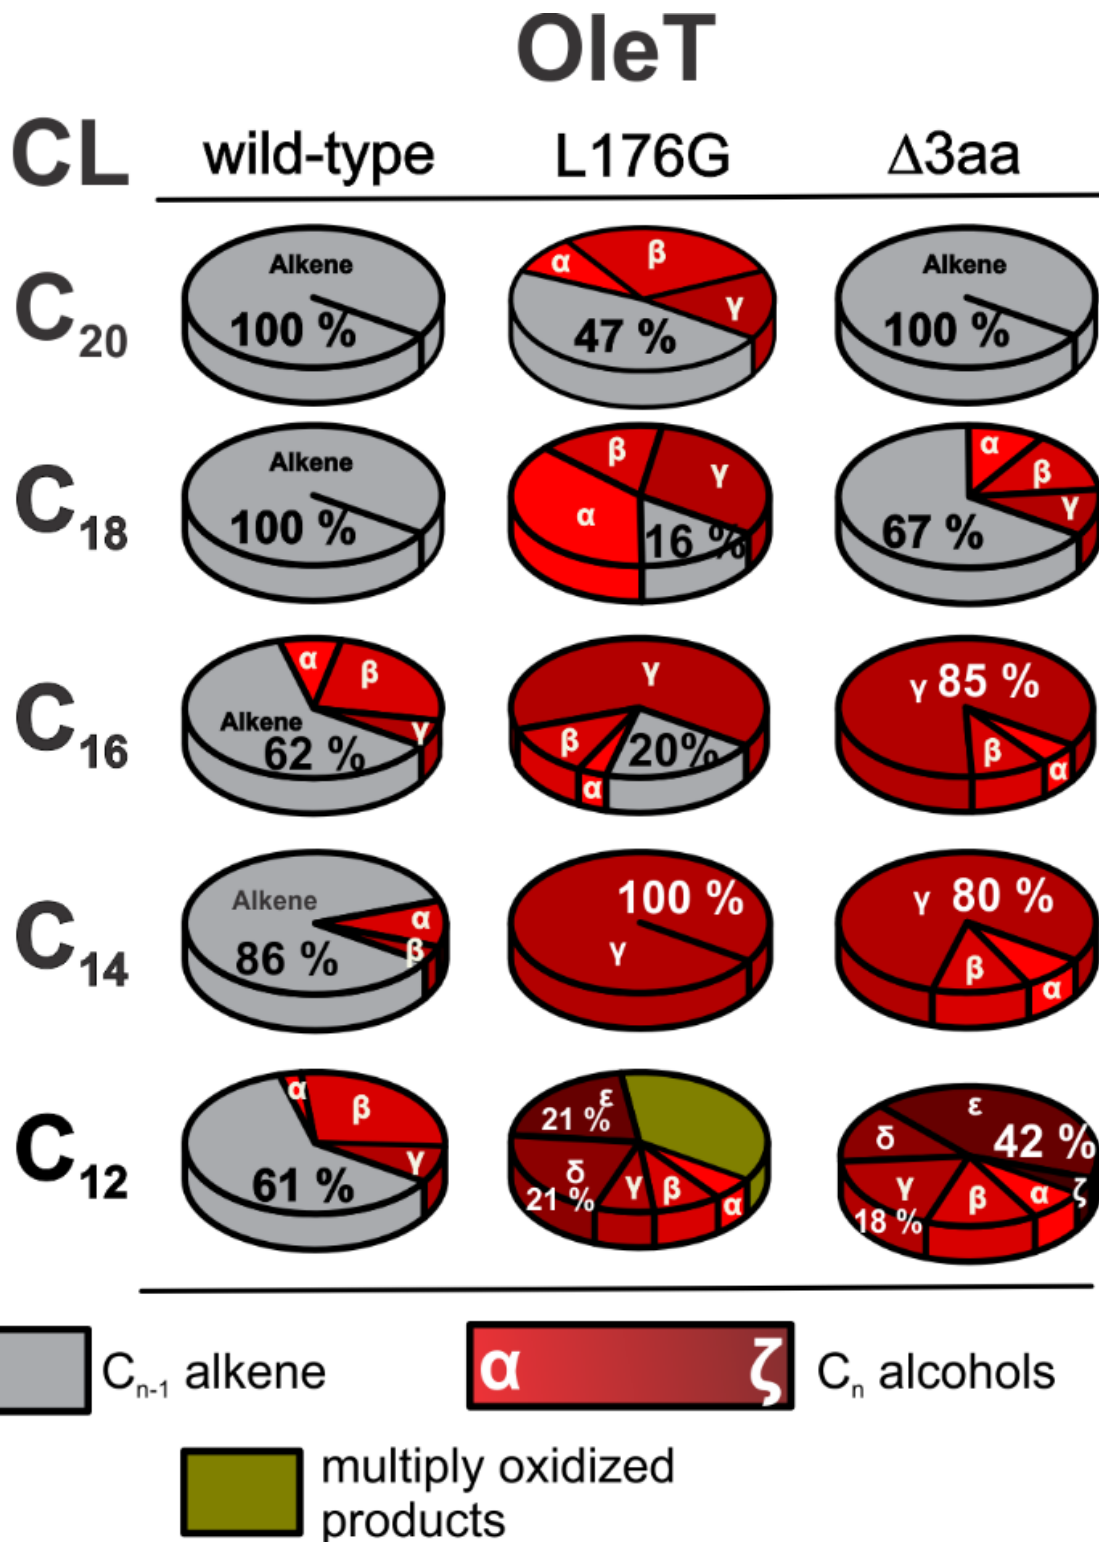 OleT
CL wild-type L176G Δ3aa
C20
Alkene
100 %
α β γ
47 %
Alkene
100 %
C18
Alkene
100 %
β γ
α
16 %
α β γ
67 %
C16
α β γ
Alkene
62 %
γ
β α
20%
γ 85 %
β α
C14
Alkene
86 %
α
β
100 %
γ
γ 80 %
β α
C12
α β γ
61 %
ε
21 %
δ
21 %
γ β α
ε
42 %
δ
γ
18 %
β α ζ
Cn-1 alkene
α ζ
Cn alcohols
multiply oxidized
products